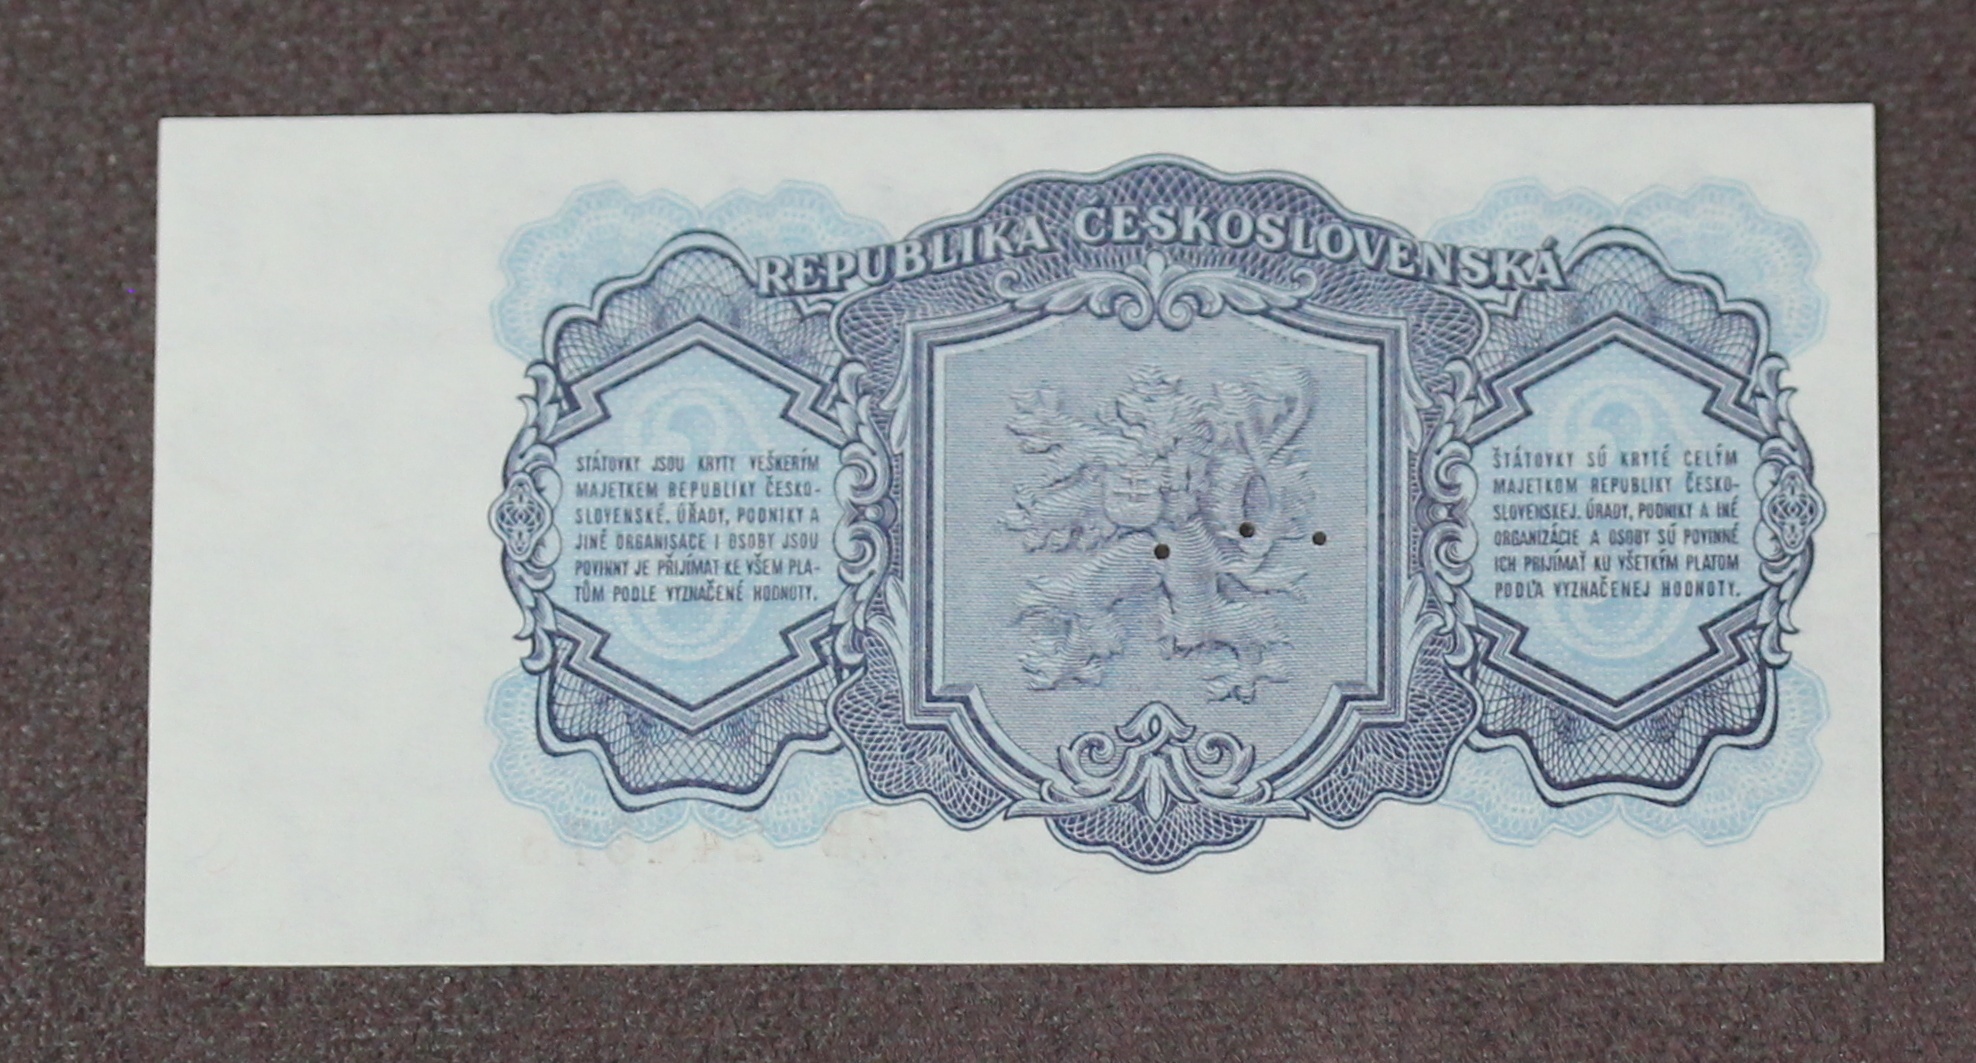 REPUBLIKA ČESKOSLOVENSKÁ
STÁTOVKY JSOU KRYTY VEŠKERÝM
MAJETKEM REPUBLIKY ČESKO-
SLOVENSKÉ. ÚŘADY, PODNIKY A
JINÉ ORGANISACE I OSOBY JSOU
POVINNY JE PŘIJÍMAT KE VŠEM PLA-
TŮM PODLE VYZNAČENÉ HODNOTY.
ŠTÁTOVKY SÚ KRYTÉ CELÝM
MAJETKOM REPUBLIKY ČESKO-
SLOVENSKEJ. ÚRADY, PODNIKY A INÉ
ORGANIZÁCIE A OSOBY SÚ POVINNÉ
ICH PRIJÍMAŤ KU VŠETKÝM PLATOM
PODĽA VYZNAČENEJ HODNOTY.